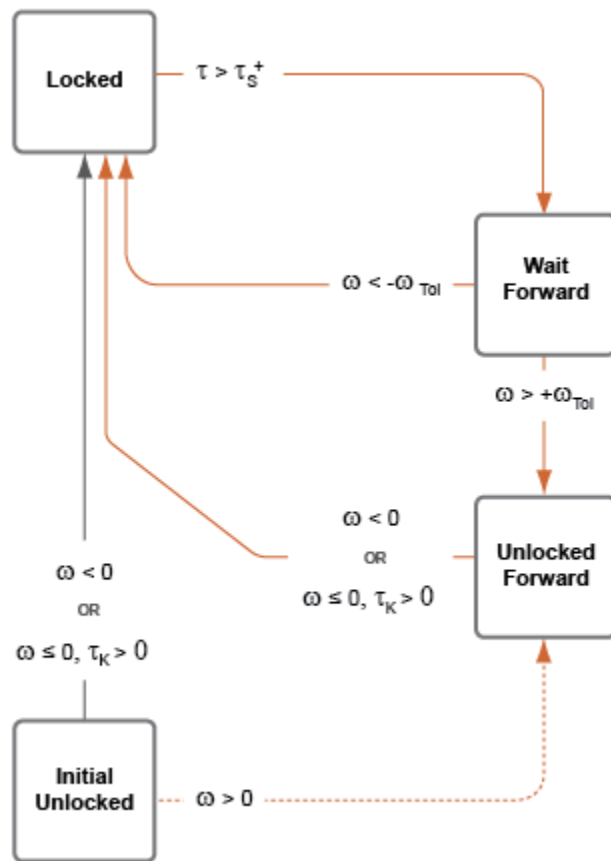 Locked
τ > τS+
Wait
Forward
ω < -ω Tol
ω > +ωTol
ω < 0
OR
ω ≤ 0, τK > 0
Unlocked
Forward
ω < 0
OR
ω ≤ 0, τK > 0
Initial
Unlocked
ω > 0